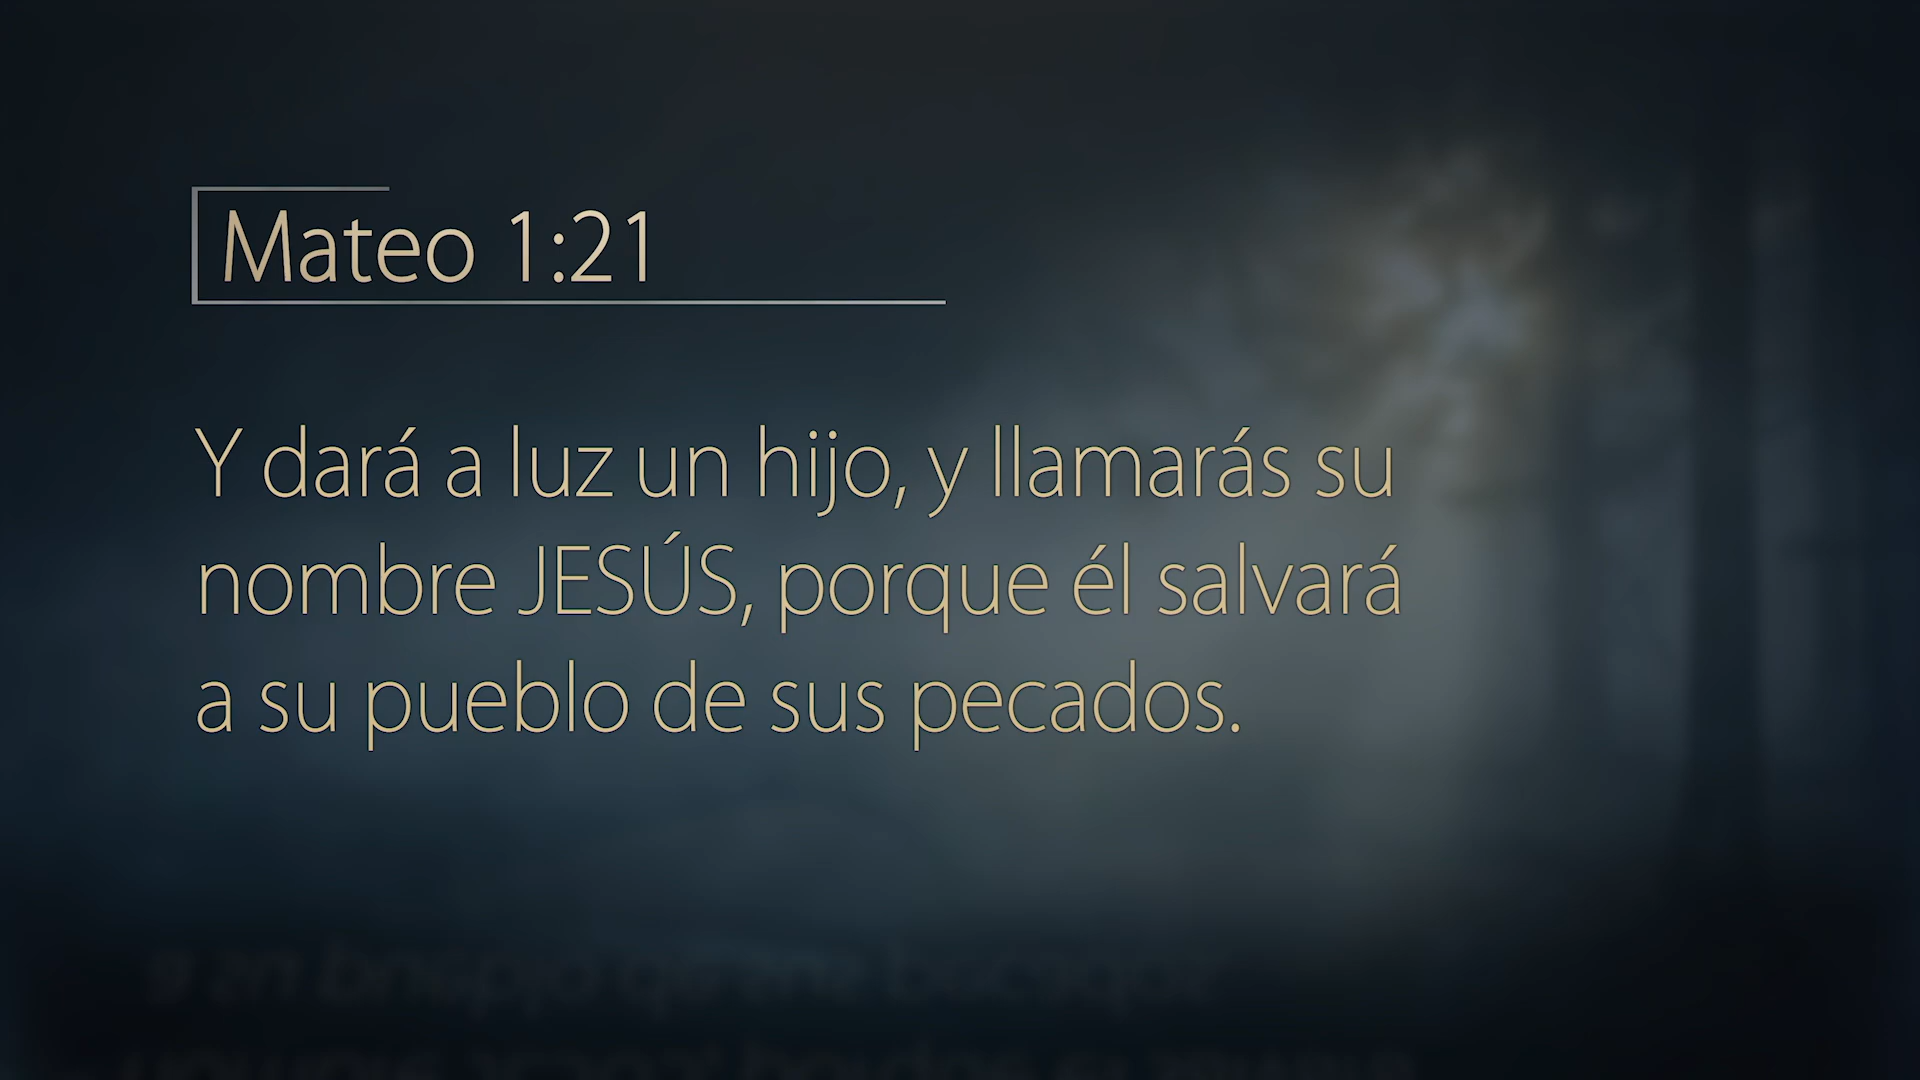 Mateo 1:21
Y dará a luz un hijo, y llamarás su
nombre JESÚS, porque él salvará
a su pueblo de sus pecados.